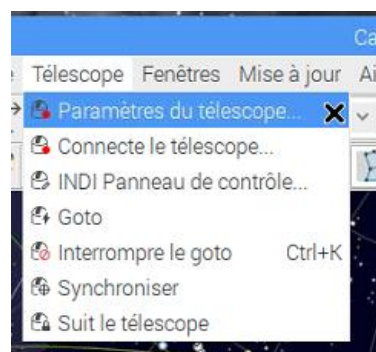 Ca
Télescope Fenêtres Mise à jour Ai
Paramètres du télescope...
Connecte le télescope...
INDI Panneau de contrôle...
Goto
Interrompre le goto Ctrl+K
Synchroniser
Suit le télescope